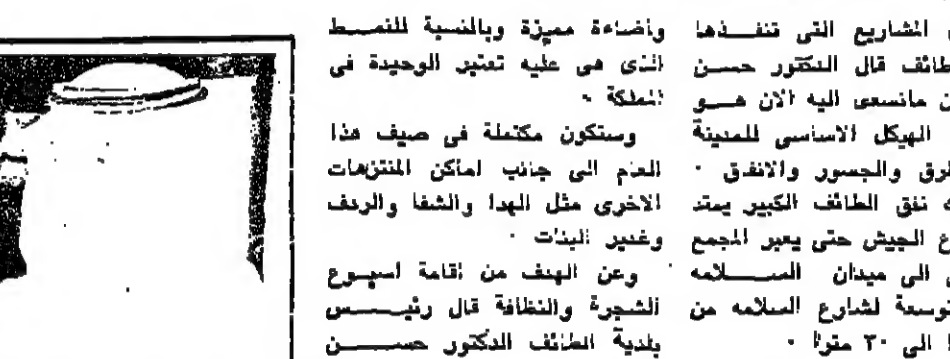 المشاريع التى تنفذها
الطائف قال الدكتور حسن
مانسعى اليه الان هو
الهيكل الاساسى للمدينة
والجسور والانفاق ·
نفق الطائف الكبير يمتد
الجيش حتى يعبر المجمع
الى ميدان السلامه
توسعة لشارع السلامه من
الى ٣٠ مترا ·
واضاءة مميزة وبالنسبة للنمط
الذى هى عليه تعتبر الوحيدة فى
المملكة ·
وستكون مكتملة فى صيف هذا
العام الى جانب اماكن المنتزهات
الاخرى مثل الهدا والشفا والردف
وغدير البنات ·
وعن الهدف من اقامة اسبوع
الشجرة والنظافة قال رئيس
بلدية الطائف الدكتور حسن